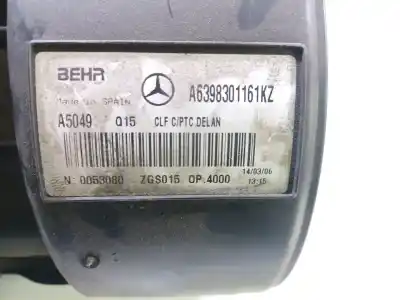 BEHR
Made in SPAIN
A6398301161KZ
A5049 Q15 CLF C/PTC.DELAN
14/03/06
N 0053080 ZGS015 OP.4000
13:15